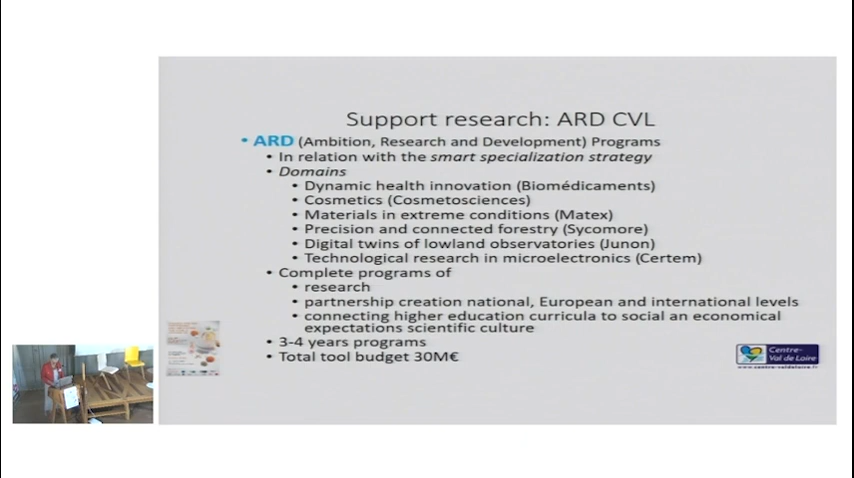 Support research: ARD CVL
• ARD (Ambition, Research and Development) Programs
• In relation with the smart specialization strategy
• Domains
• Dynamic health innovation (Biomédicaments)
• Cosmetics (Cosmetosciences)
• Materials in extreme conditions (Matex)
• Precision and connected forestry (Sycomore)
• Digital twins of lowland observatories (Junon)
• Technological research in microelectronics (Certem)
• Complete programs of
• research
• partnership creation national, European and international levels
• connecting higher education curricula to social an economical
expectations scientific culture
• 3-4 years programs
• Total tool budget 30M€
Centre-
Val de Loire
www.centre-valdeloire.fr